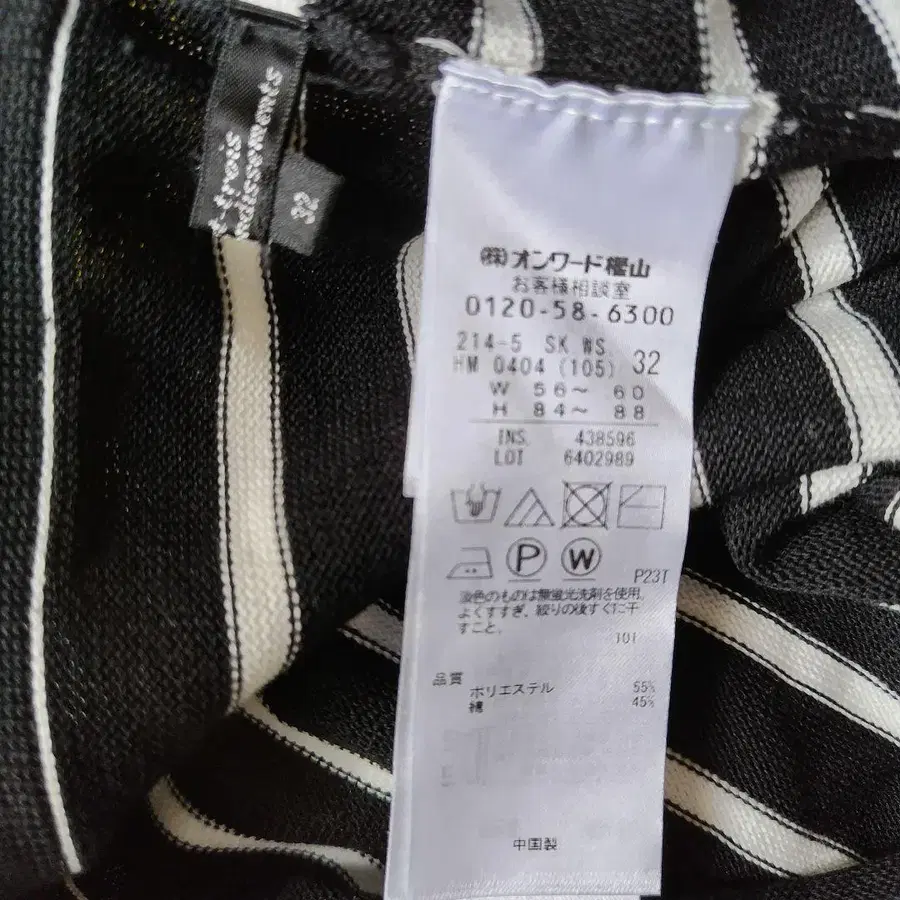 trois
32
㈱オンワード樫山
お客様相談室
0120-58-6300
214-5 SK WS. 32
HM 0404 (105)
W 56～ 60
H 84～ 88
INS. 438596
LOT 6402989
P W
P23T
淡色のものは無蛍光洗剤を使用。
よくすすぎ、絞りの後すぐに干
すこと。
101
品質
ポリエステル 55%
綿 45%
中国製